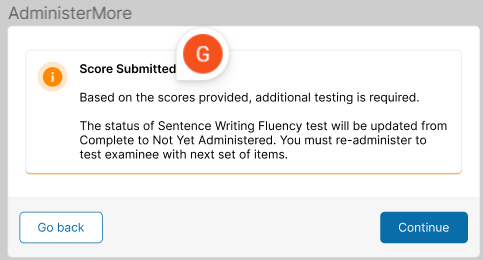 AdministerMore
Score Submitted
G
Based on the scores provided, additional testing is required.
The status of Sentence Writing Fluency test will be updated from
Complete to Not Yet Administered. You must re-administer to
test examinee with next set of items.
Go back
Continue